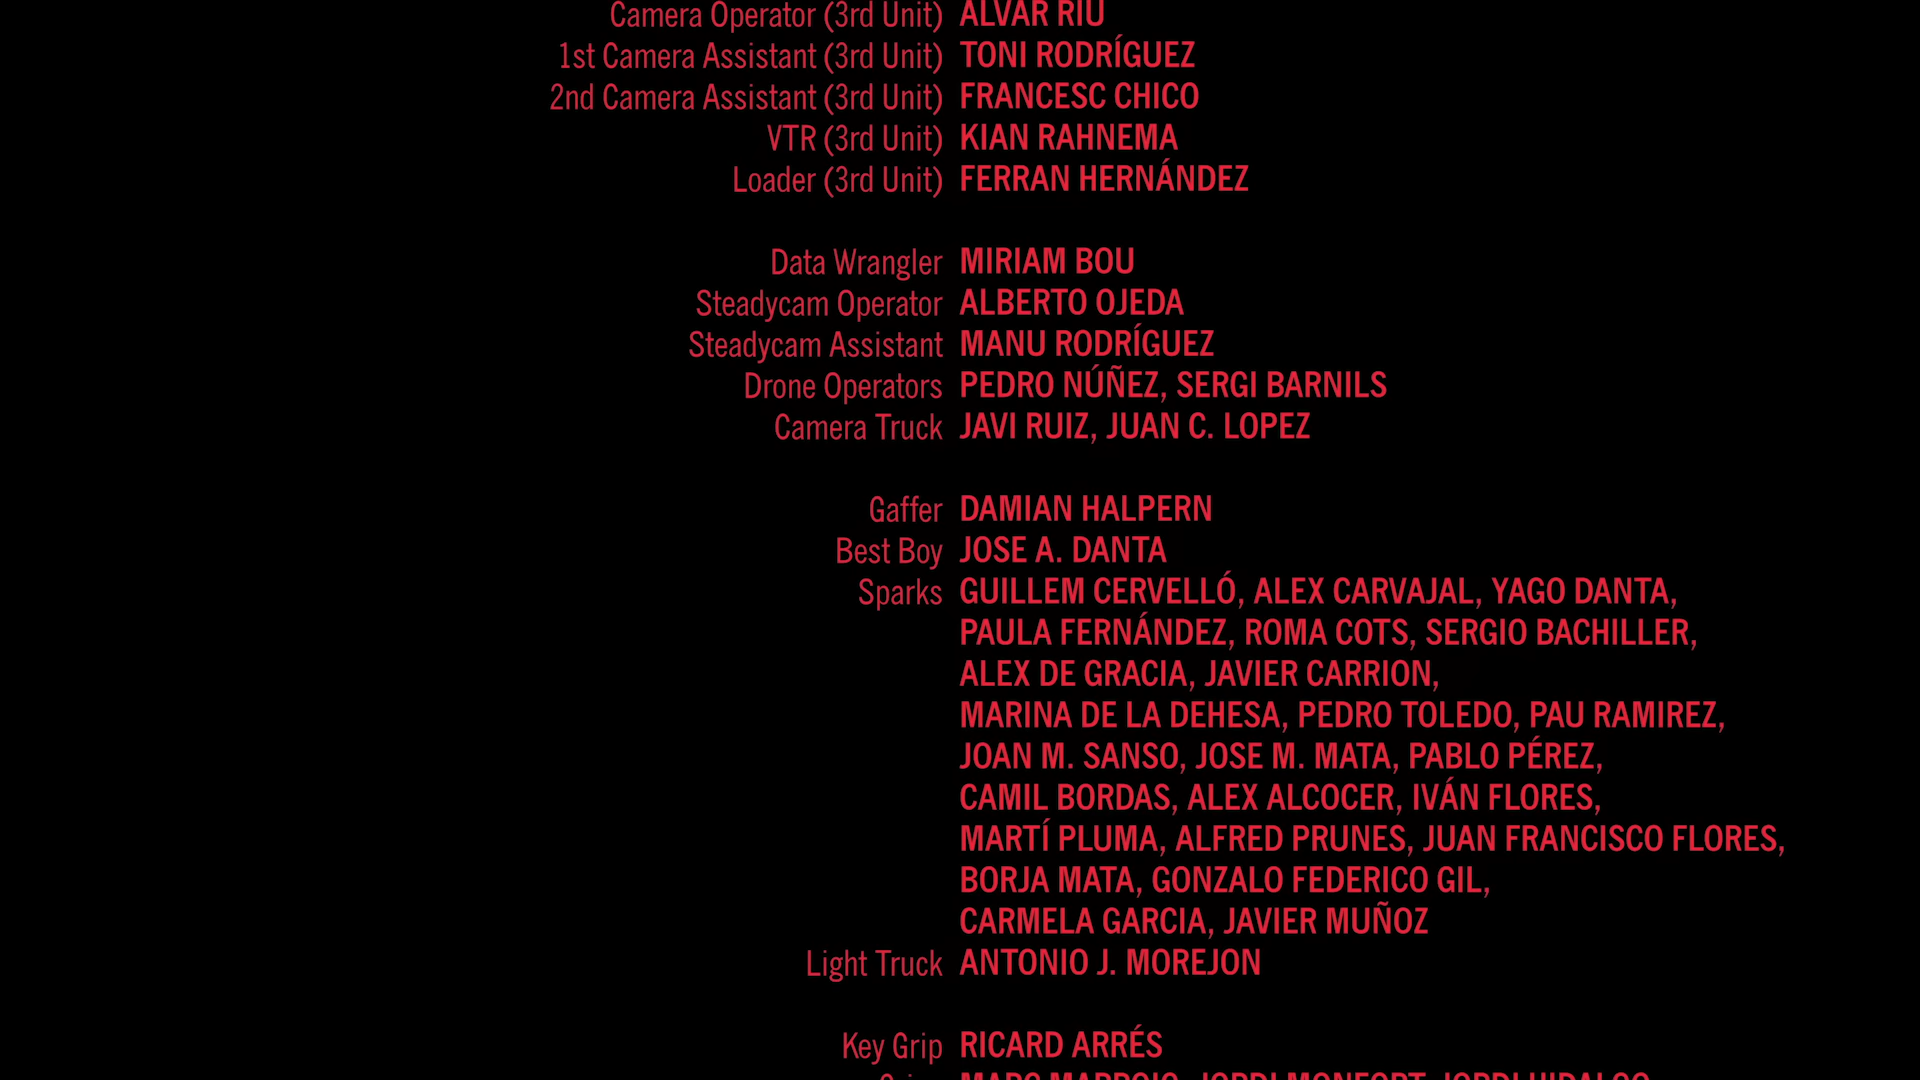 Camera Operator (3rd Unit) ALVAR RIU
1st Camera Assistant (3rd Unit) TONI RODRÍGUEZ
2nd Camera Assistant (3rd Unit) FRANCESC CHICO
VTR (3rd Unit) KIAN RAHNEMA
Loader (3rd Unit) FERRAN HERNÁNDEZ
Data Wrangler MIRIAM BOU
Steadycam Operator ALBERTO OJEDA
Steadycam Assistant MANU RODRÍGUEZ
Drone Operators PEDRO NÚÑEZ, SERGI BARNILS
Camera Truck JAVI RUIZ, JUAN C. LOPEZ
Gaffer DAMIAN HALPERN
Best Boy JOSE A. DANTA
Sparks GUILLEM CERVELLÓ, ALEX CARVAJAL, YAGO DANTA,
PAULA FERNÁNDEZ, ROMA COTS, SERGIO BACHILLER,
ALEX DE GRACIA, JAVIER CARRION,
MARINA DE LA DEHESA, PEDRO TOLEDO, PAU RAMIREZ,
JOAN M. SANSO, JOSE M. MATA, PABLO PÉREZ,
CAMIL BORDAS, ALEX ALCOCER, IVÁN FLORES,
MARTÍ PLUMA, ALFRED PRUNES, JUAN FRANCISCO FLORES,
BORJA MATA, GONZALO FEDERICO GIL,
CARMELA GARCIA, JAVIER MUÑOZ
Light Truck ANTONIO J. MOREJON
Key Grip RICARD ARRÉS
JORDI MONFORT, JORDI HIDALGO